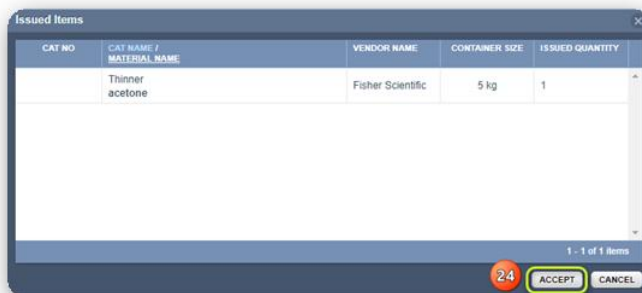 Issued Items
CAT NO
CAT NAME /
MATERIAL NAME
VENDOR NAME
CONTAINER SIZE
ISSUED QUANTITY
Thinner
acetone
Fisher Scientific
5 kg
1
1 - 1 of 1 items
24
ACCEPT
CANCEL